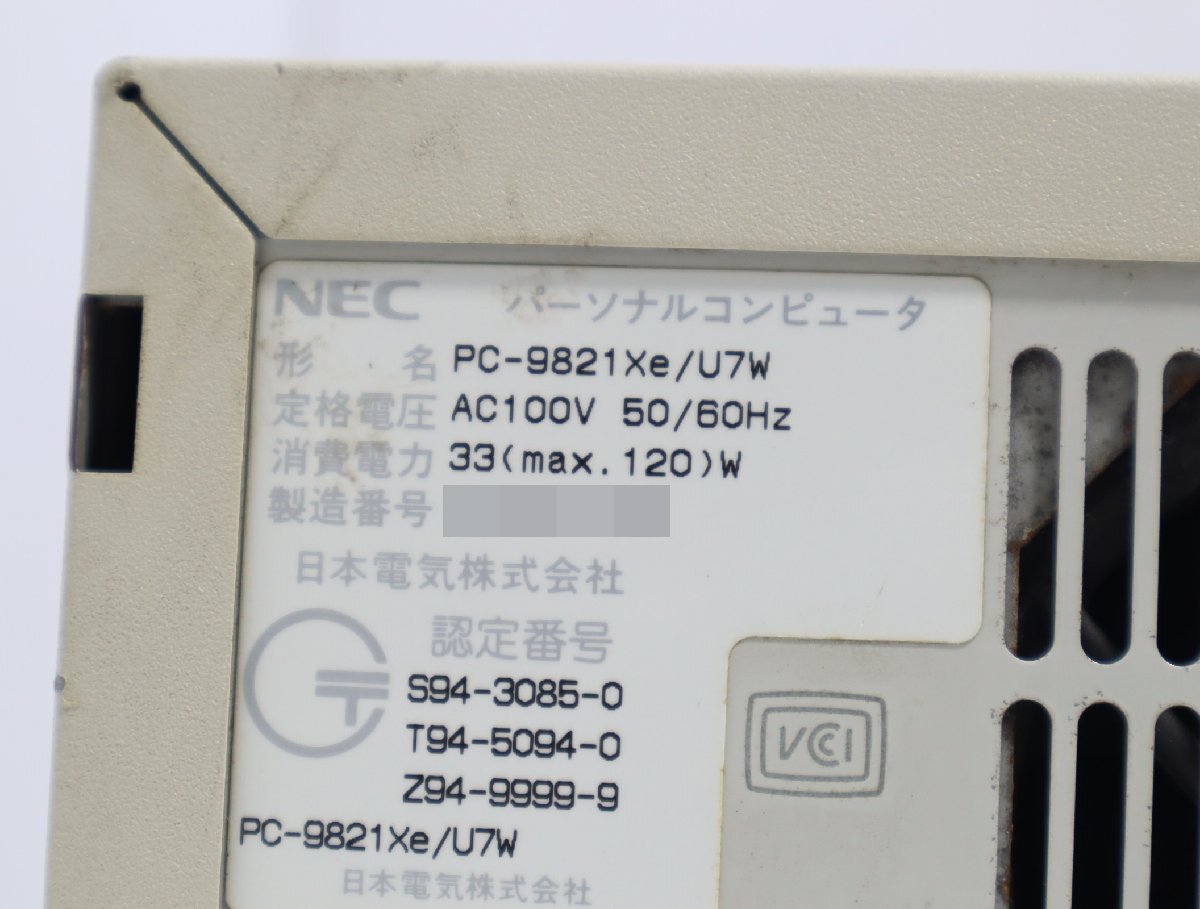 NEC パーソナルコンピュータ
形 名 PC-9821Xe/U7W
定格電圧 AC100V 50/60Hz
消費電力 33(max.120)W
製造番号
日本電気株式会社
認定番号
T
S94-3085-0
T94-5094-0
Z94-9999-9
VCCI
PC-9821Xe/U7W
日本電気株式会社